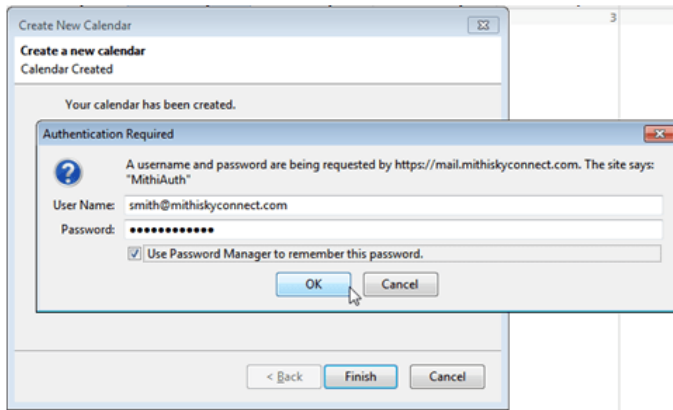 Create New Calendar
3
Create a new calendar
Calendar Created
Your calendar has been created.
Authentication Required
A username and password are being requested by https://mail.mithiskyconnect.com. The site says:
"MithiAuth"
User Name: smith@mithiskyconnect.com
Password: ●●●●●●●●●●●●
Use Password Manager to remember this password.
OK Cancel
< Back Finish Cancel